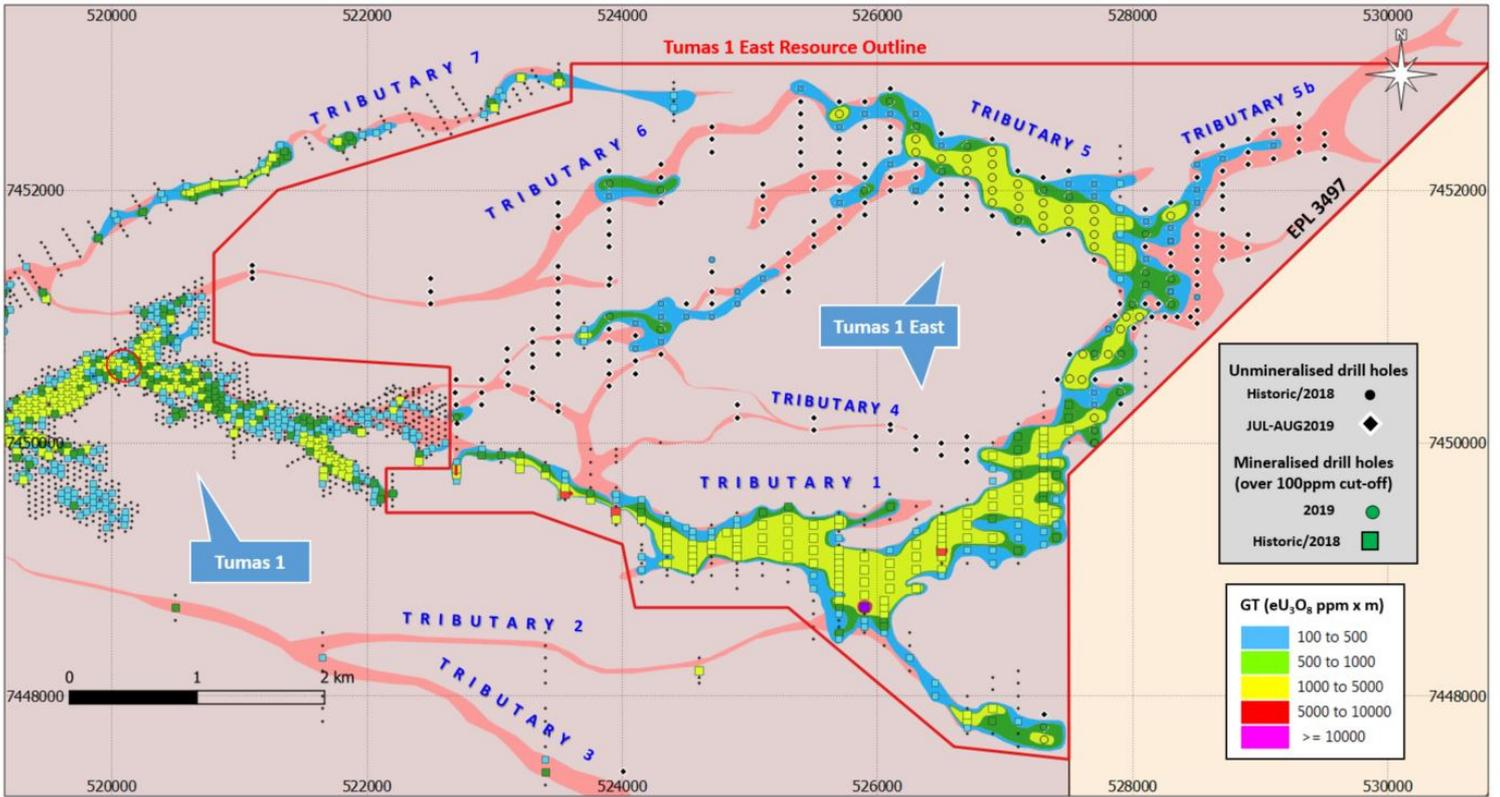 520000
522000
524000
526000
528000
530000
N
Tumas 1 East Resource Outline
TRIBUTARY 7
TRIBUTARY 6
TRIBUTARY 5
TRIBUTARY 5b
7452000
7452000
EPL 3497
Tumas 1 East
TRIBUTARY 4
7450000
7450000
TRIBUTARY 1
Tumas 1
TRIBUTARY 2
TRIBUTARY 3
0
1
2 km
7448000
7448000
Unmineralised drill holes
Historic/2018
JUL-AUG2019
Mineralised drill holes
(over 100ppm cut-off)
2019
Historic/2018
GT (eU₃O₈ ppm x m)
100 to 500
500 to 1000
1000 to 5000
5000 to 10000
>= 10000
520000
522000
524000
526000
528000
530000